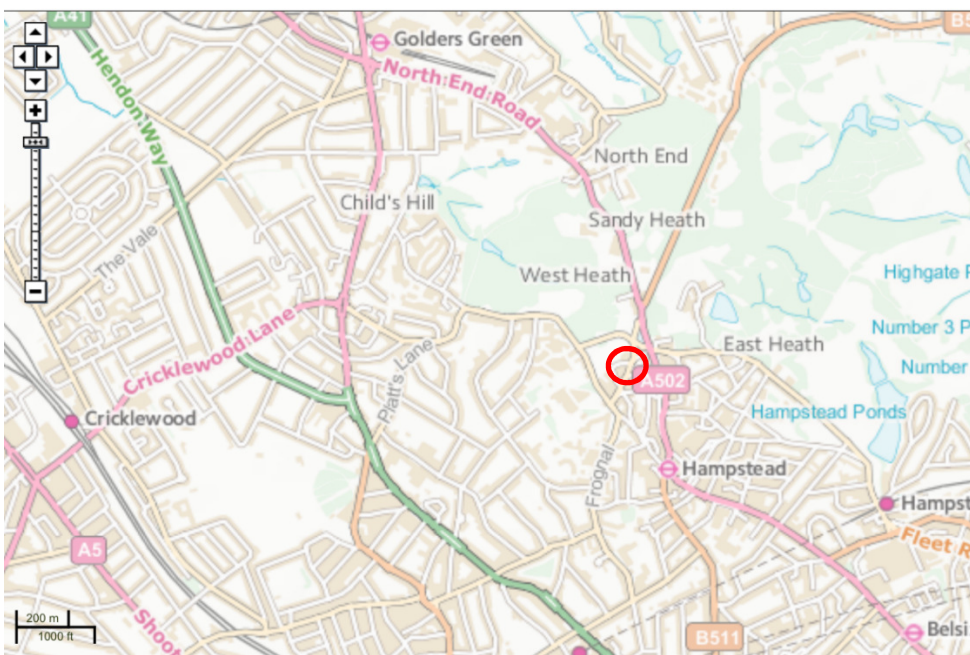 A41
B5
Golders Green
Hendon Way
North End Road
North End
Child's Hill
Sandy Heath
The Vale
West Heath
Highgate P
Cricklewood Lane
Number 3 P
East Heath
Platt's Lane
Number
A502
Cricklewood
Hampstead Ponds
Frognal
Hampstead
Hampst
Fleet R
A5
Shoot
200 m
1000 ft
B511
Belsi